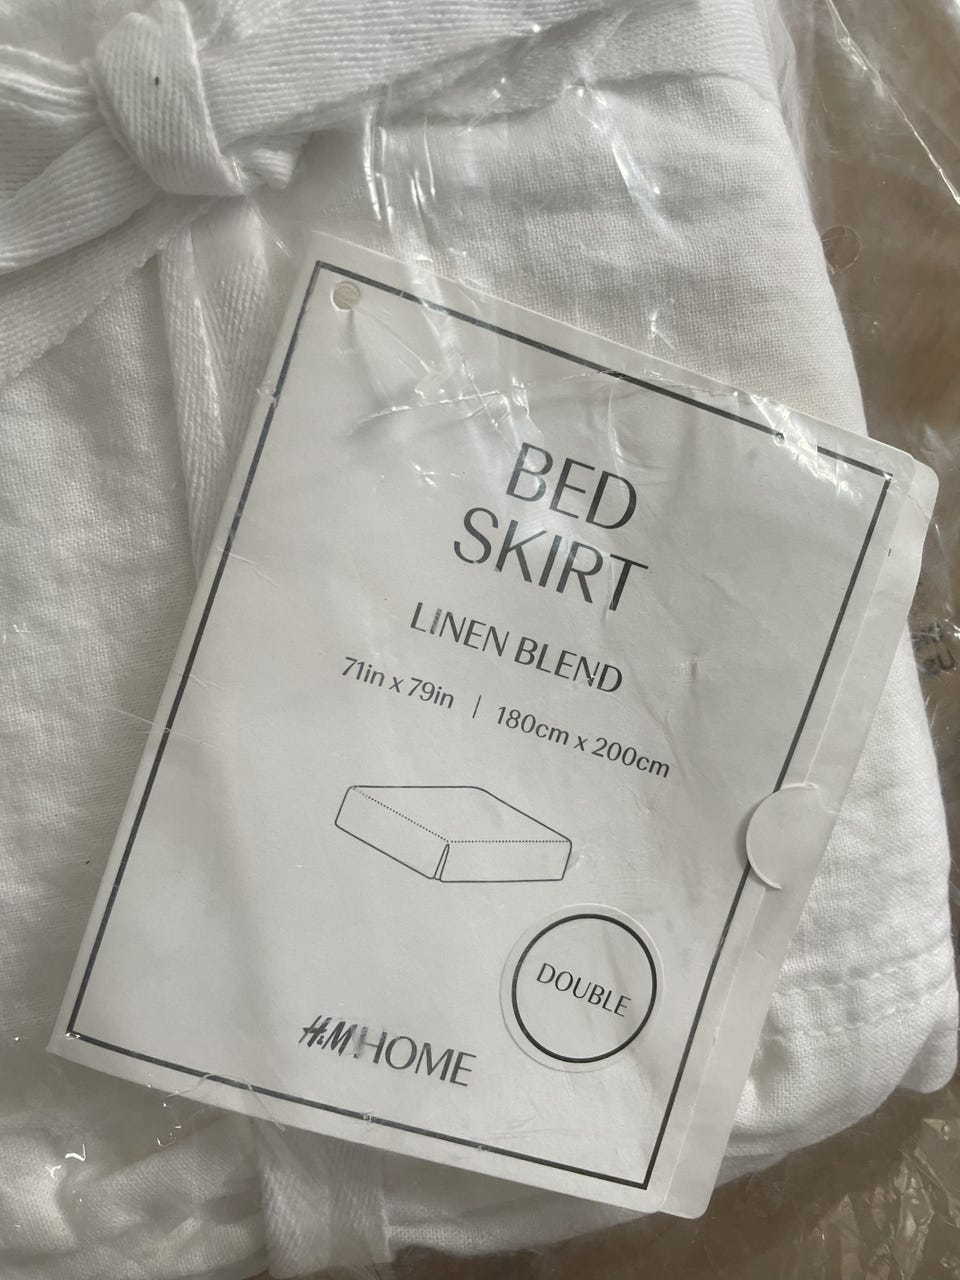 BED
SKIRT
LINEN BLEND
71in x 79in | 180cm x 200cm
DOUBLE
H&M HOME